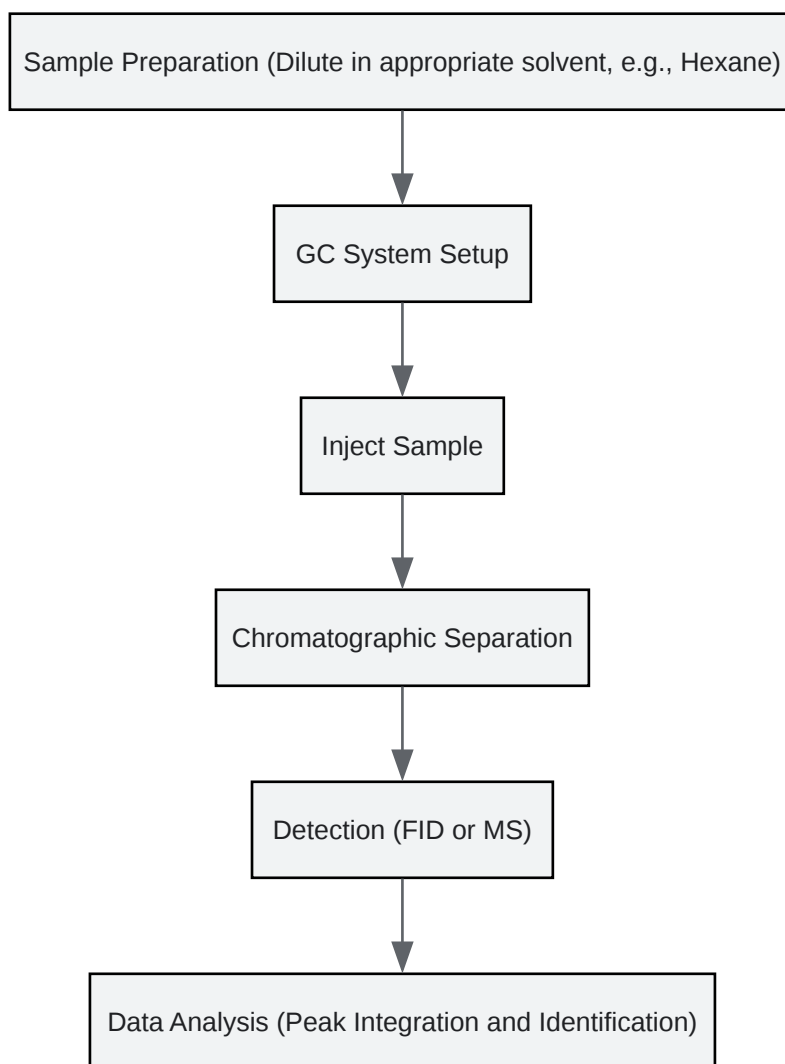 Sample Preparation (Dilute in appropriate solvent, e.g., Hexane)
GC System Setup
Inject Sample
Chromatographic Separation
Detection (FID or MS)
Data Analysis (Peak Integration and Identification)